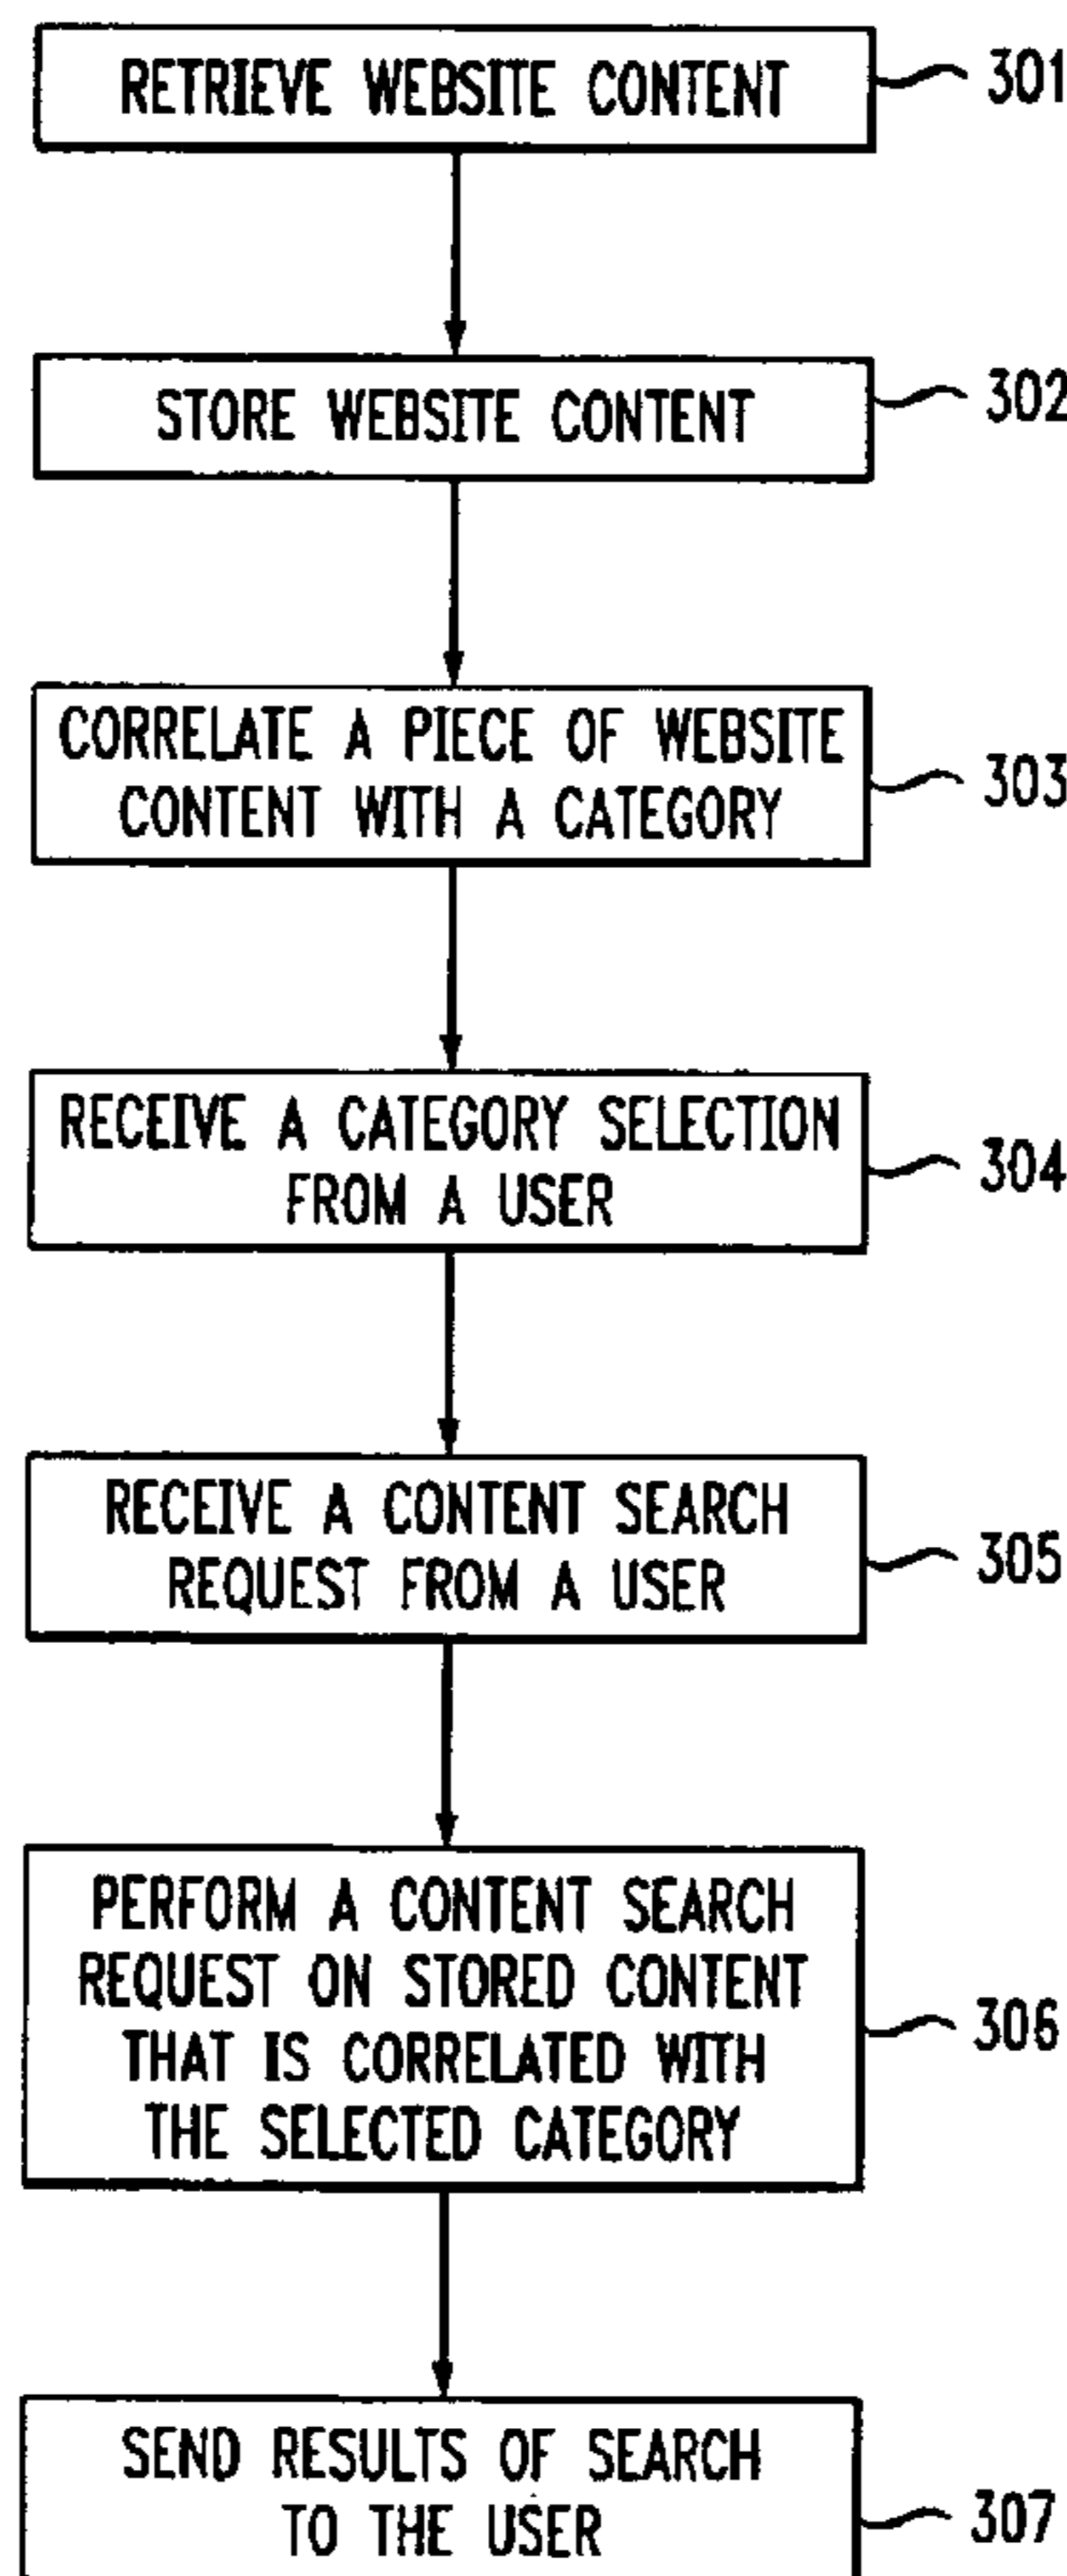 RETRIEVE WEBSITE CONTENT
301
STORE WEBSITE CONTENT
302
CORRELATE A PIECE OF WEBSITE
CONTENT WITH A CATEGORY
303
RECEIVE A CATEGORY SELECTION
FROM A USER
304
RECEIVE A CONTENT SEARCH
REQUEST FROM A USER
305
PERFORM A CONTENT SEARCH
REQUEST ON STORED CONTENT
THAT IS CORRELATED WITH
THE SELECTED CATEGORY
306
SEND RESULTS OF SEARCH
TO THE USER
307